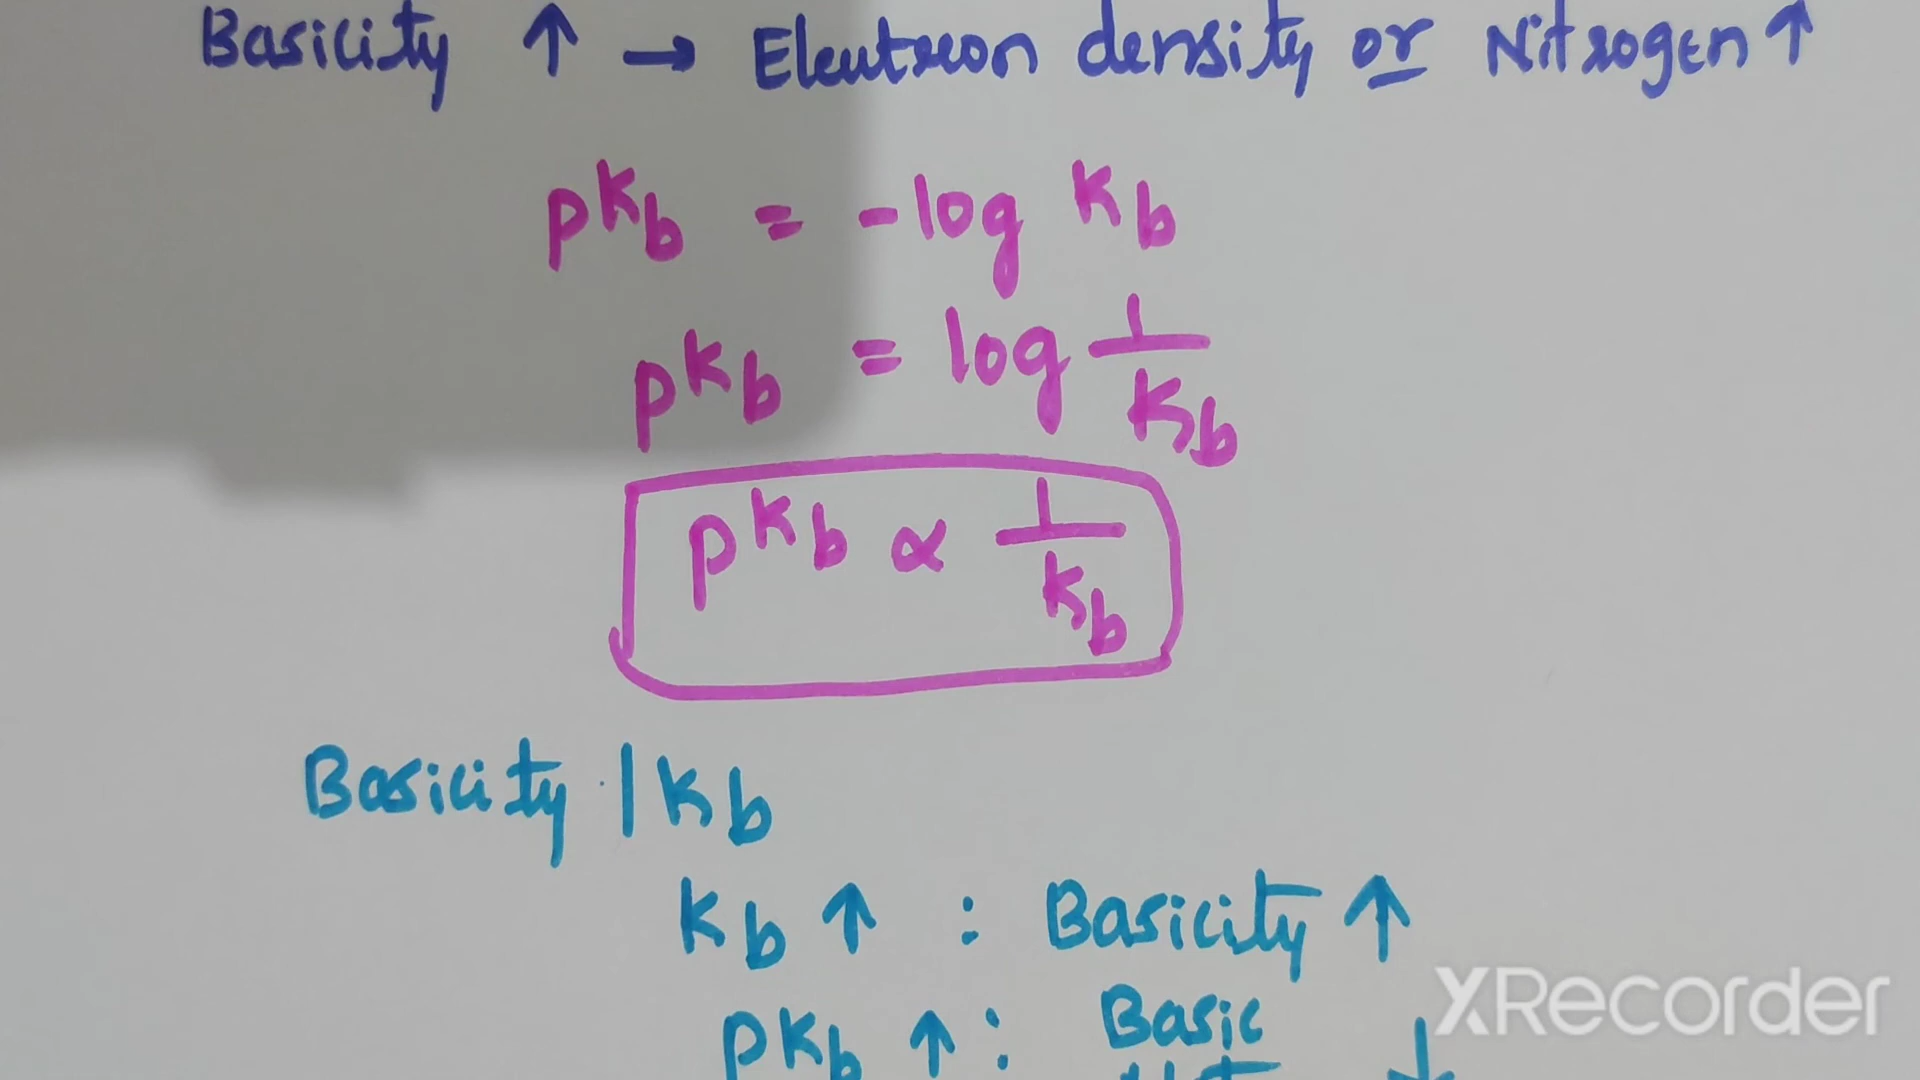 Basicity ↑ → Electron density or Nitrogen ↑
pKb = -log Kb
pKb = log 1/Kb
pKb ∝ 1/Kb
Basicity | Kb
Kb ↑ : Basicity ↑
pKb ↑ : Basic ↓
XRecorder